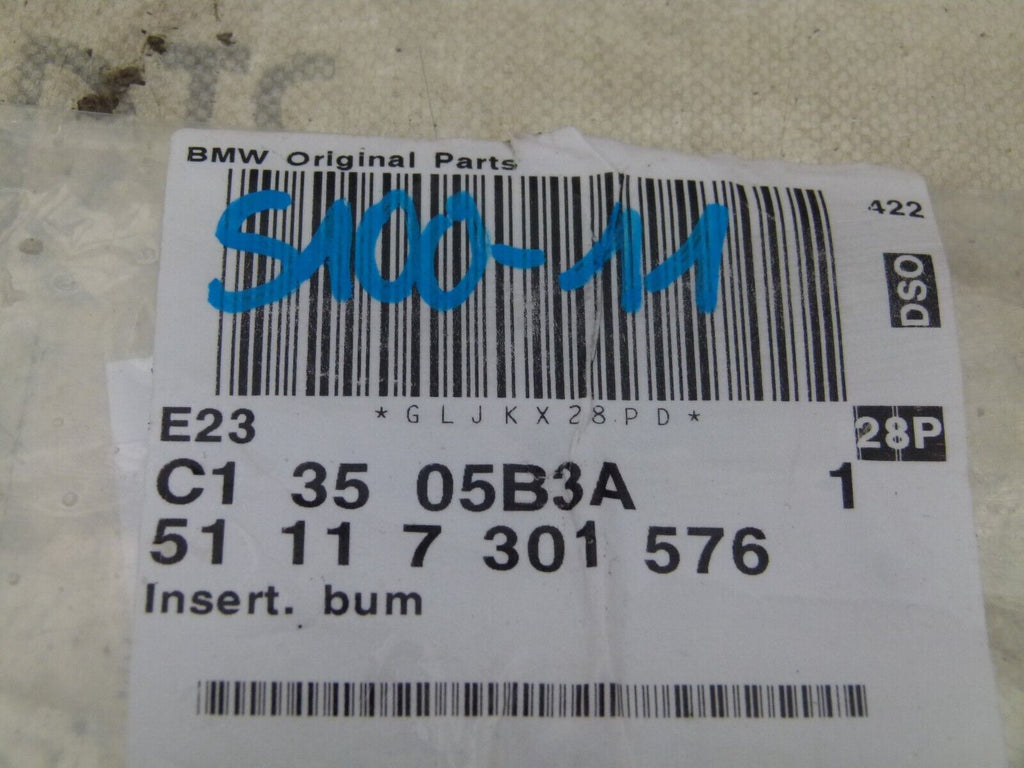 BMW Original Parts
422
S100-11
DSO
*GLJKX28PD*
E23
28P
C1 35 05B3A 1
51 11 7 301 576
Insert. bum